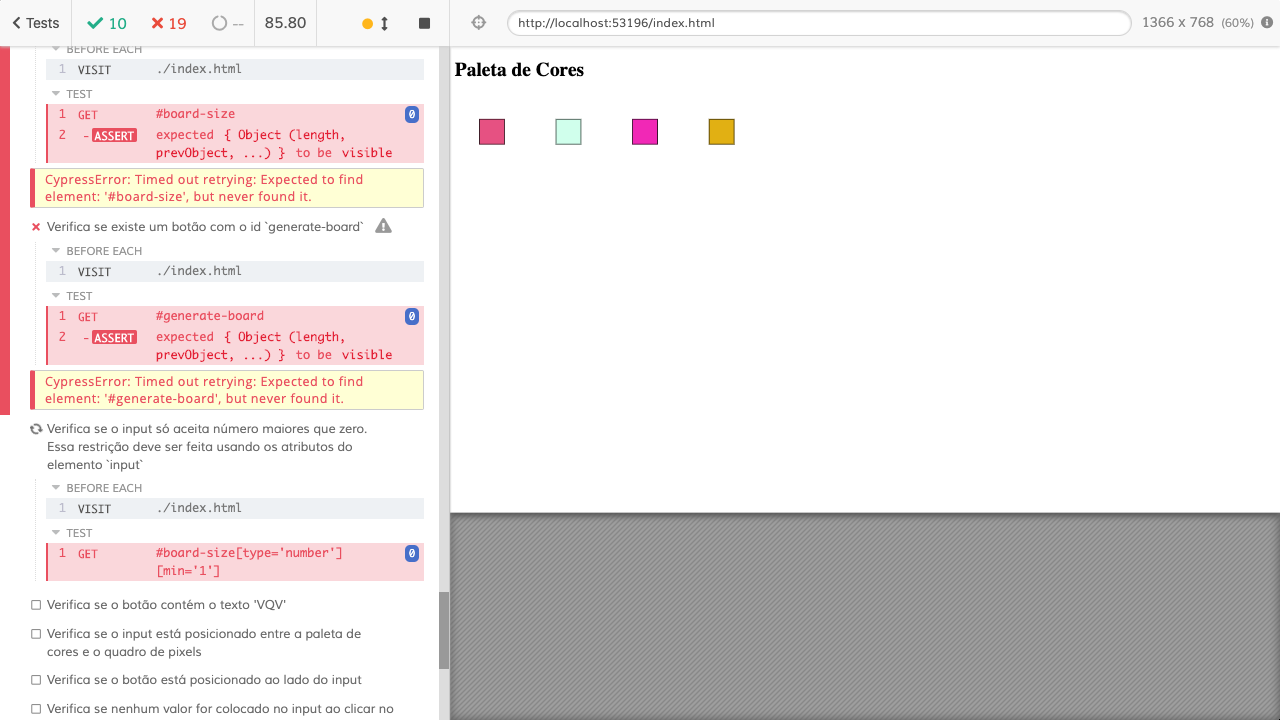 Tests
10
19
--
85.80
http://localhost:53196/index.html
1366 x 768 (60%)
BEFORE EACH
1 VISIT ./index.html
TEST
1 GET #board-size 0
2 -ASSERT expected { Object (length,
prevObject, ...) } to be visible
CypressError: Timed out retrying: Expected to find
element: '#board-size', but never found it.
Verifica se existe um botão com o id `generate-board`
BEFORE EACH
1 VISIT ./index.html
TEST
1 GET #generate-board 0
2 -ASSERT expected { Object (length,
prevObject, ...) } to be visible
CypressError: Timed out retrying: Expected to find
element: '#generate-board', but never found it.
Verifica se o input só aceita número maiores que zero.
Essa restrição deve ser feita usando os atributos do
elemento `input`
BEFORE EACH
1 VISIT ./index.html
TEST
1 GET #board-size[type='number'] 0
[min='1']
Verifica se o botão contém o texto 'VQV'
Verifica se o input está posicionado entre a paleta de
cores e o quadro de pixels
Verifica se o botão está posicionado ao lado do input
Verifica se nenhum valor for colocado no input ao clicar no
Paleta de Cores